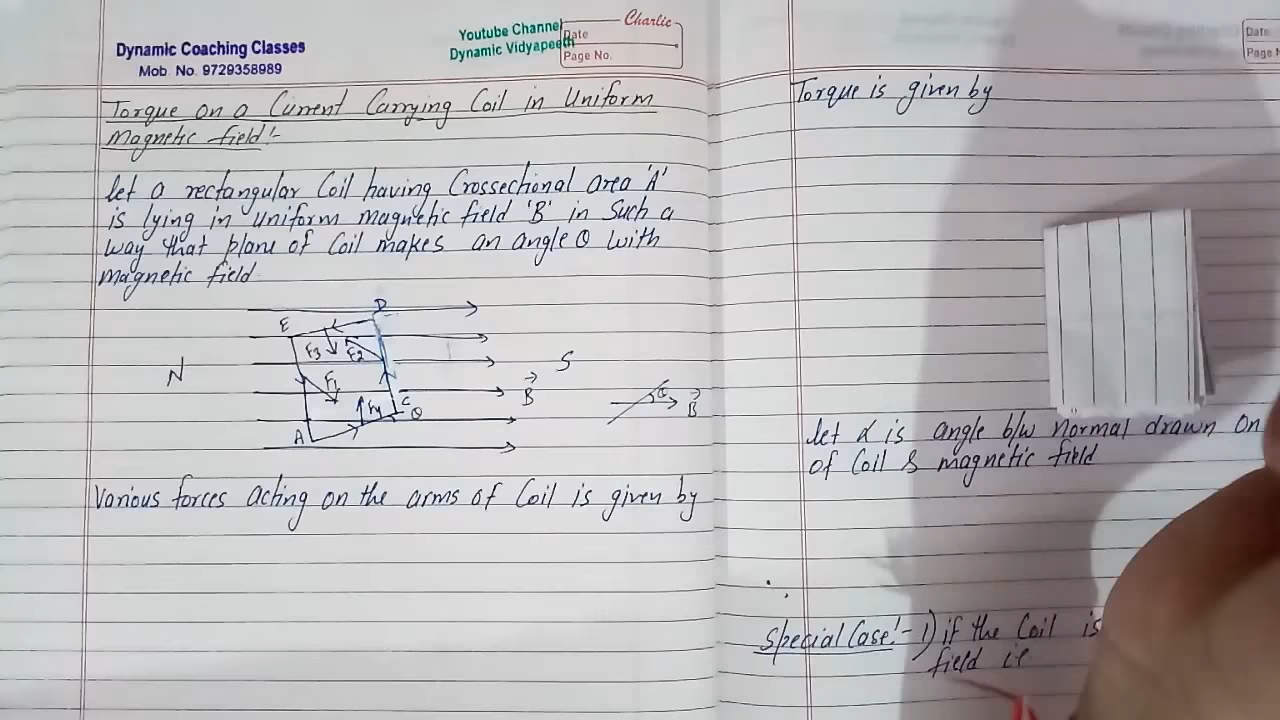 Dynamic Coaching Classes
Mob. No. 9729358989
Youtube Channel
Dynamic Vidyapeeth
Charlie
Date
Page No.
Torque on a Current Carrying Coil in Uniform
Magnetic field:-
Let a rectangular Coil having Crossectional area 'A'
is lying in uniform magnetic field 'B' in Such a
way that plane of Coil makes an angle θ with
magnetic field
E
D
F3
F2
N
S
F1
B
C
F4
θ
A
θ
B
Various forces acting on the arms of Coil is given by
Date
Page N
Torque is given by
Let α is angle b/w normal drawn on
of Coil & magnetic field
∴
Special Case:- 1) if the Coil is
field ie